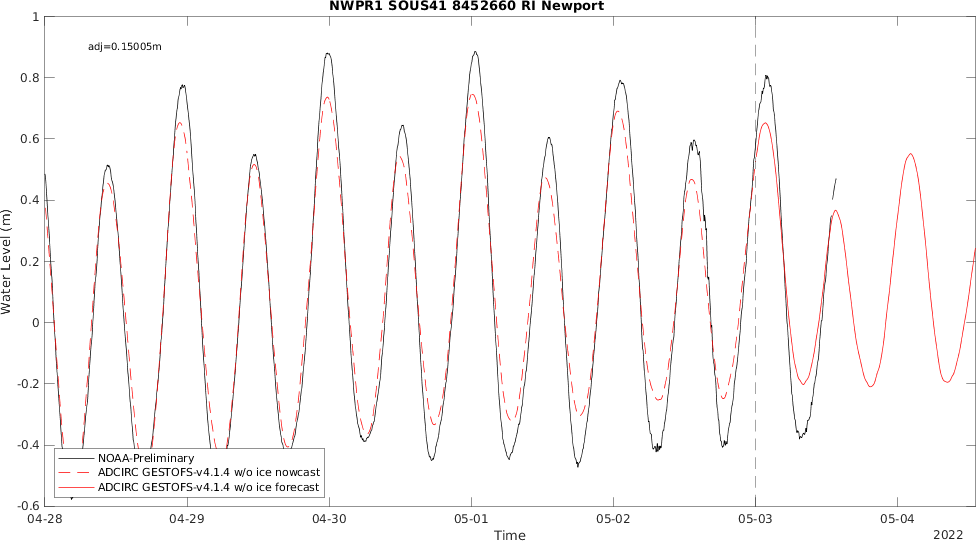 NWPR1 SOUS41 8452660 RI Newport
adj=0.15005m
Water Level (m)
1
0.8
0.6
0.4
0.2
0
-0.2
-0.4
-0.6
NOAA-Preliminary
ADCIRC GESTOFS-v4.1.4 w/o ice nowcast
ADCIRC GESTOFS-v4.1.4 w/o ice forecast
04-28 04-29 04-30 05-01 05-02 05-03 05-04
Time
2022